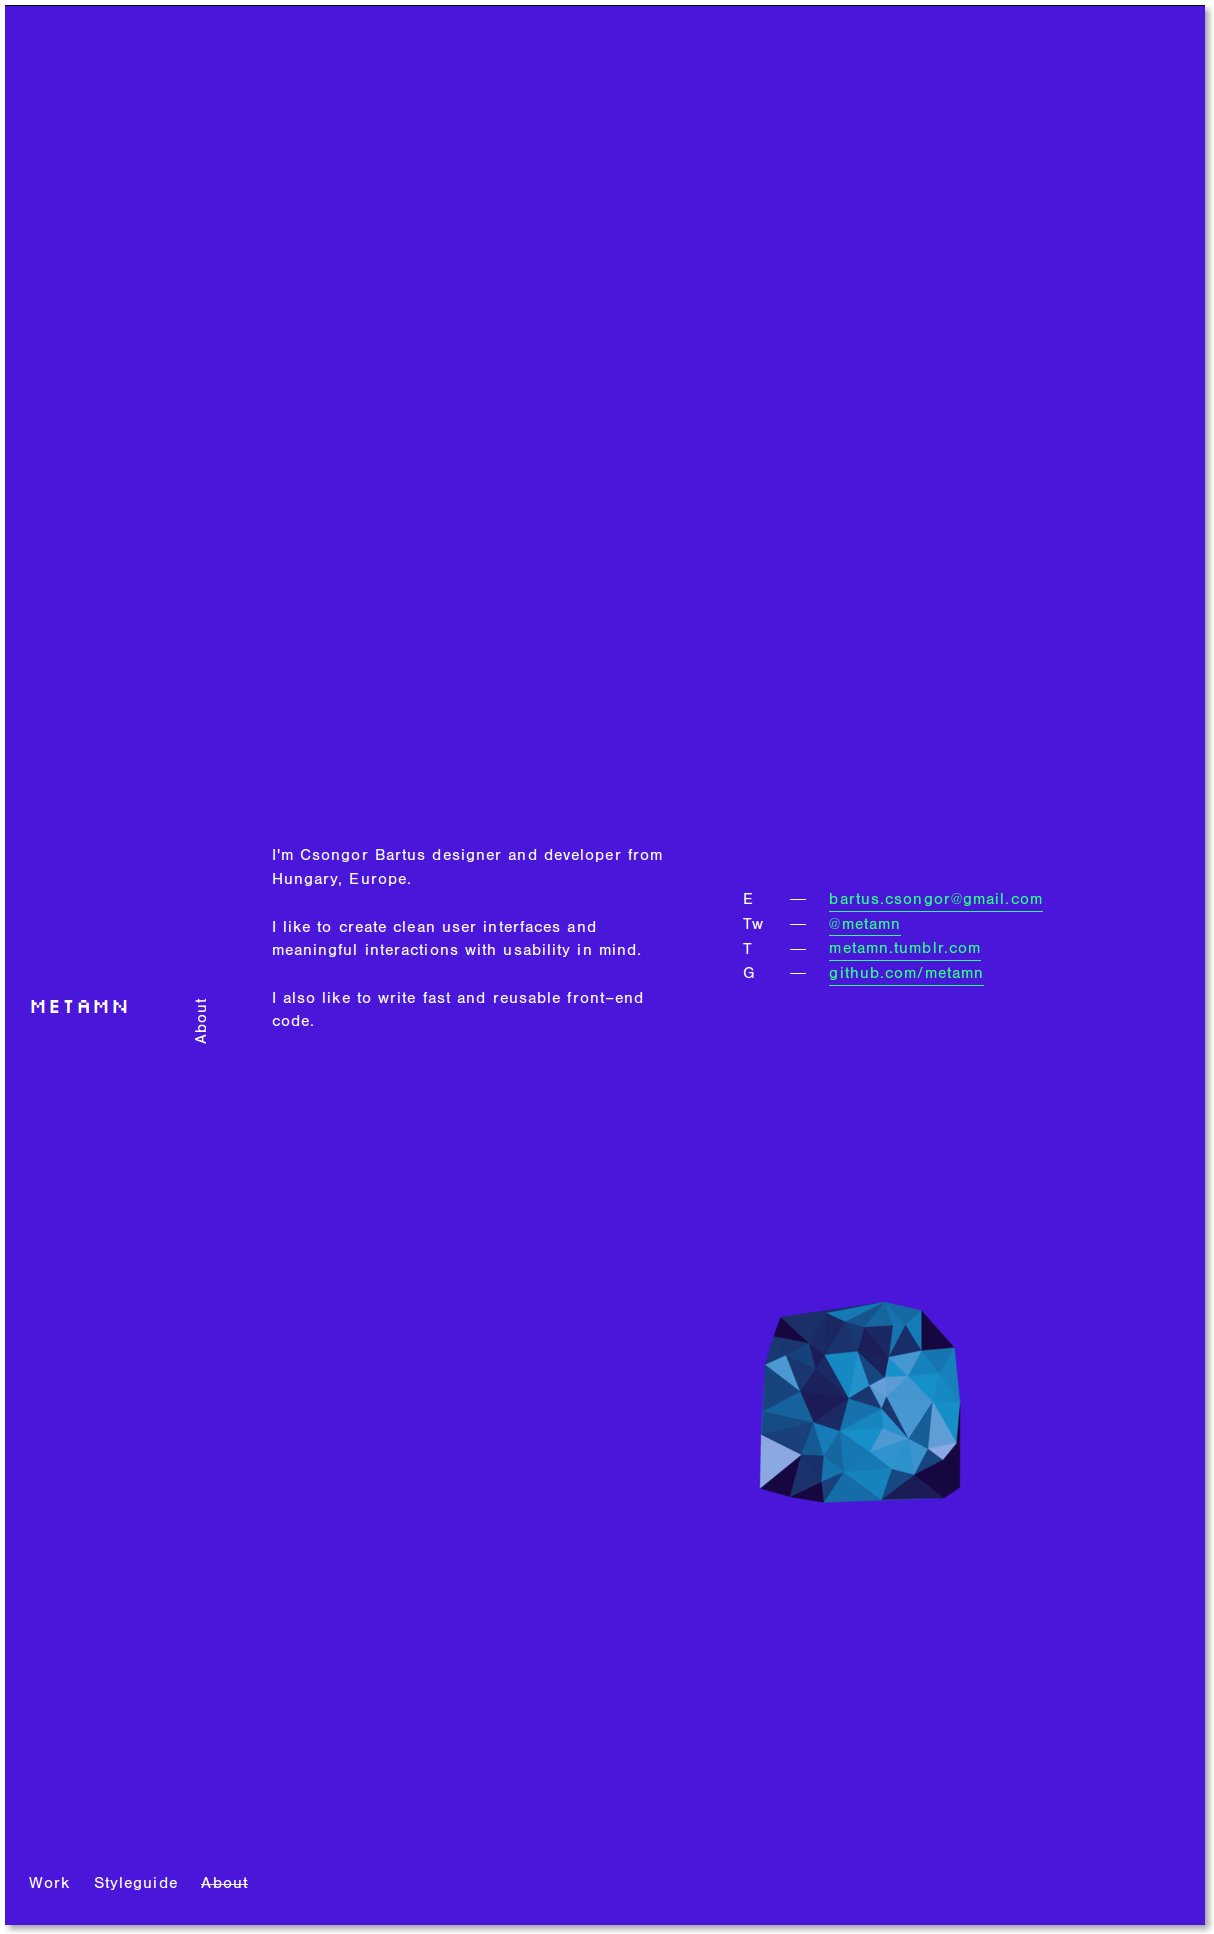 METAMN
About
I'm Csongor Bartus designer and developer from
Hungary, Europe.
I like to create clean user interfaces and
meaningful interactions with usability in mind.
I also like to write fast and reusable front–end
code.
E — bartus.csongor@gmail.com
Tw — @metamn
T — metamn.tumblr.com
G — github.com/metamn
Work Styleguide About